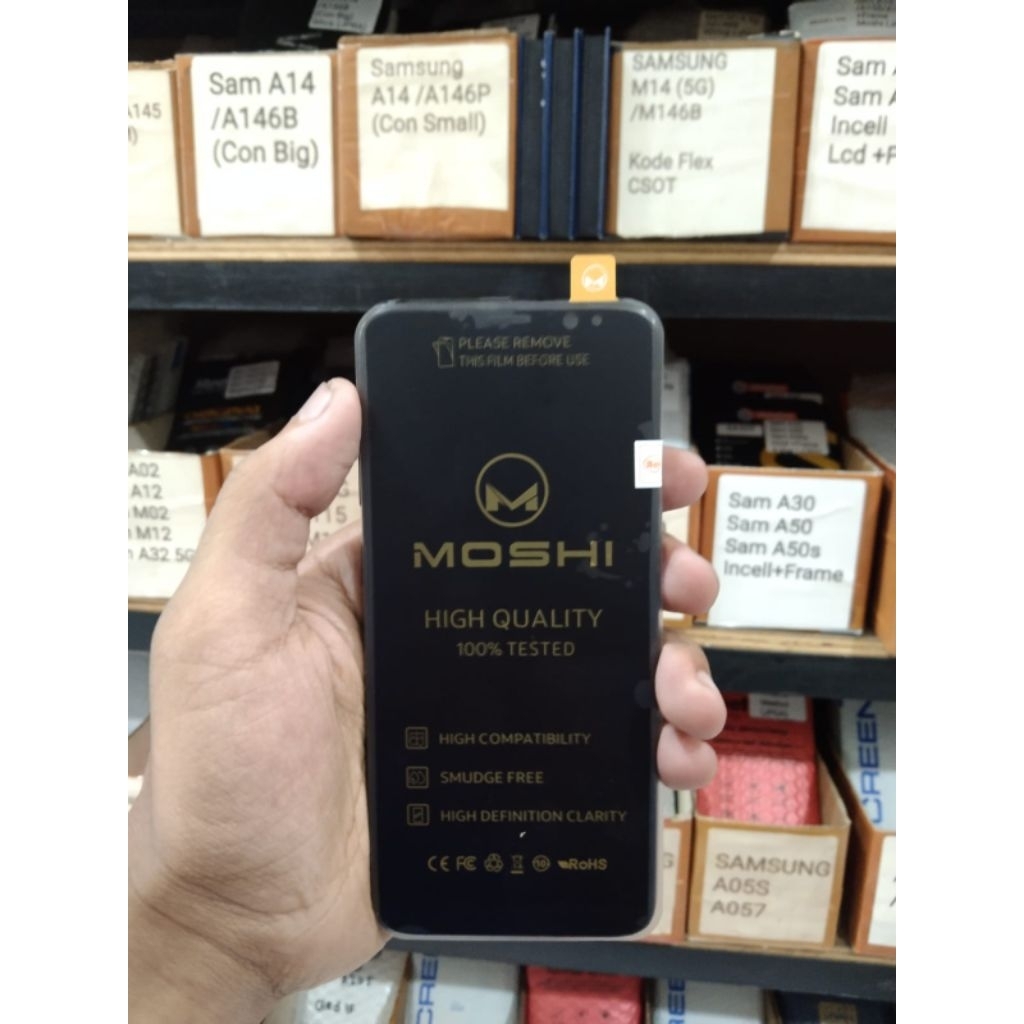 Sam A14
/A146B
(Con Big)
Samsung
A14 /A146P
(Con Small)
SAMSUNG
M14 (5G)
/M146B
Kode Flex
CSOT
Sam
Sam
Incell
Lcd
A145
PLEASE REMOVE
THIS FILM BEFORE USE
M
MOSHI
HIGH QUALITY
100% TESTED
HIGH COMPATIBILITY
SMUDGE FREE
HIGH DEFINITION CLARITY
CE FC 10 RoHS
A02
A12
M02
M12
A32 5G
Sam A30
Sam A50
Sam A50s
Incell+Frame
SAMSUNG
A05S
A057